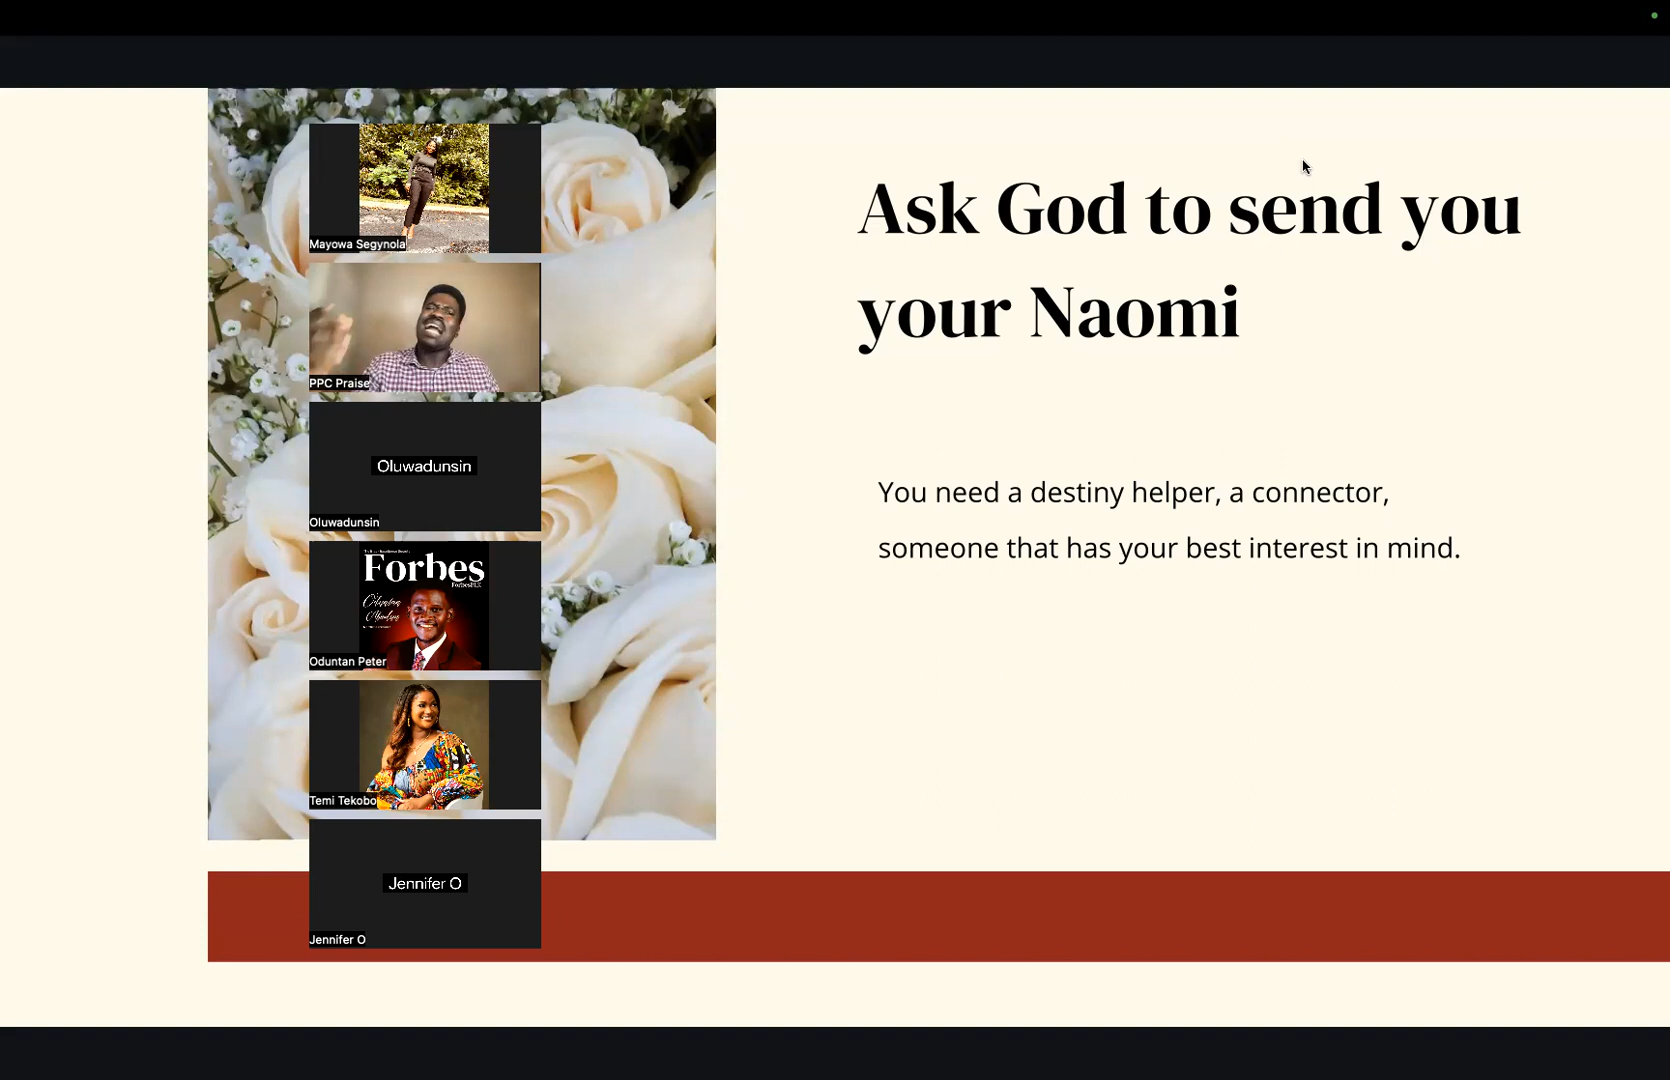 Mayowa Segynola
PPC Praise
Oluwadunsin
Oluwadunsin
Forbes
ForbesBLK
Oduntan Peter
Temi Tekobo
Jennifer O
Jennifer O
Ask God to send you
your Naomi
You need a destiny helper, a connector,
someone that has your best interest in mind.